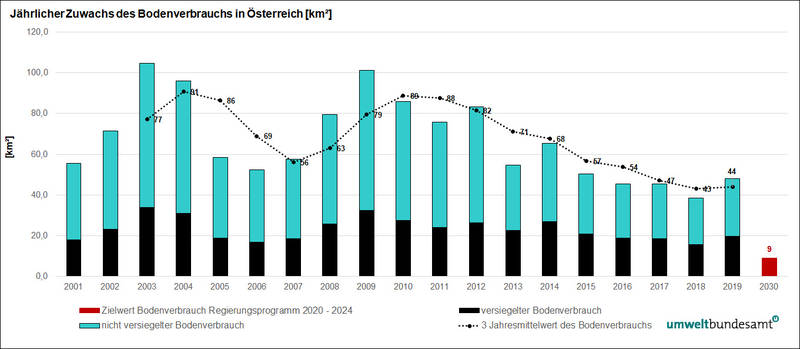 Jährlicher Zuwachs des Bodenverbrauchs in Österreich [km²]
120,0
100,0
80,0
60,0
40,0
20,0
0,0
[km²]
77 91 86 69 56 63 79 89 88 82 71 68 57 54 47 43 44 9
2001 2002 2003 2004 2005 2006 2007 2008 2009 2010 2011 2012 2013 2014 2015 2016 2017 2018 2019 2030
Zielwert Bodenverbrauch Regierungsprogramm 2020 - 2024
versiegelter Bodenverbrauch
nicht versiegelter Bodenverbrauch
3 Jahresmittelwert des Bodenverbrauchs
umweltbundesamt